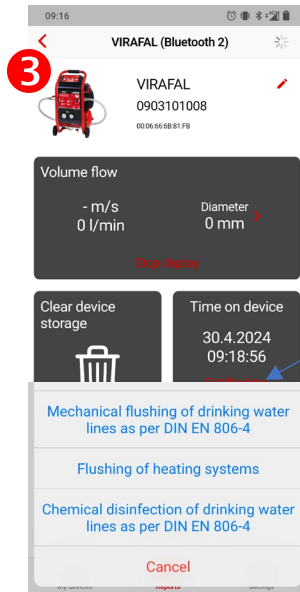 09:16
VIRAFAL (Bluetooth 2)
3
VIRAFAL
0903101008
00:06:66:6B:81:FB
Volume flow
- m/s
0 l/min
Diameter
0 mm
Stop display
Clear device
storage
Time on device
30.4.2024
09:18:56
Mechanical flushing of drinking water
lines as per DIN EN 806-4
Flushing of heating systems
Chemical disinfection of drinking water
lines as per DIN EN 806-4
Cancel
My devices
Reports
Settings